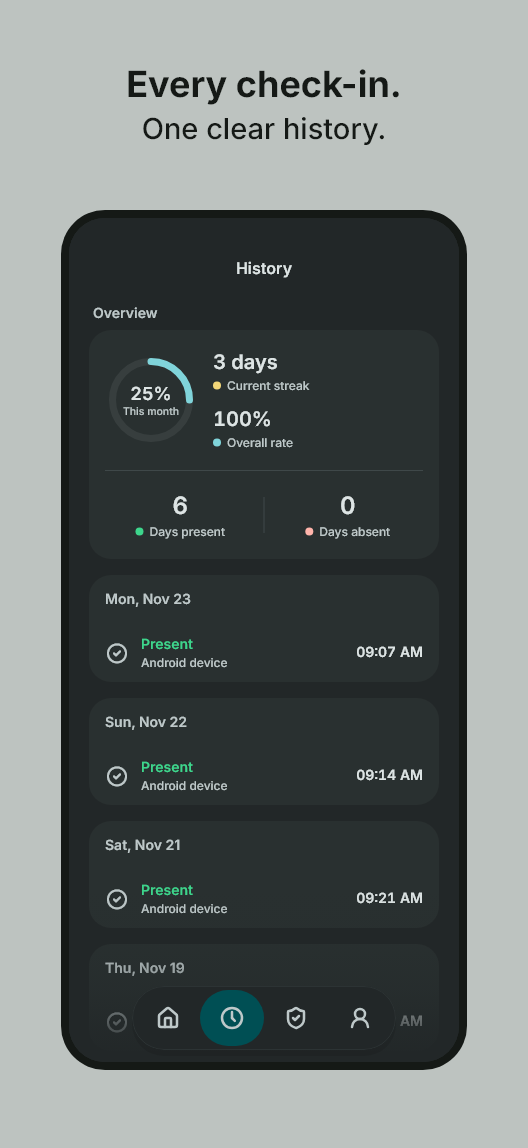 Every check-in.
One clear history.
History
Overview
25%
This month
3 days
Current streak
100%
Overall rate
6
Days present
0
Days absent
Mon, Nov 23
Present
Android device
09:07 AM
Sun, Nov 22
Present
Android device
09:14 AM
Sat, Nov 21
Present
Android device
09:21 AM
Thu, Nov 19
AM